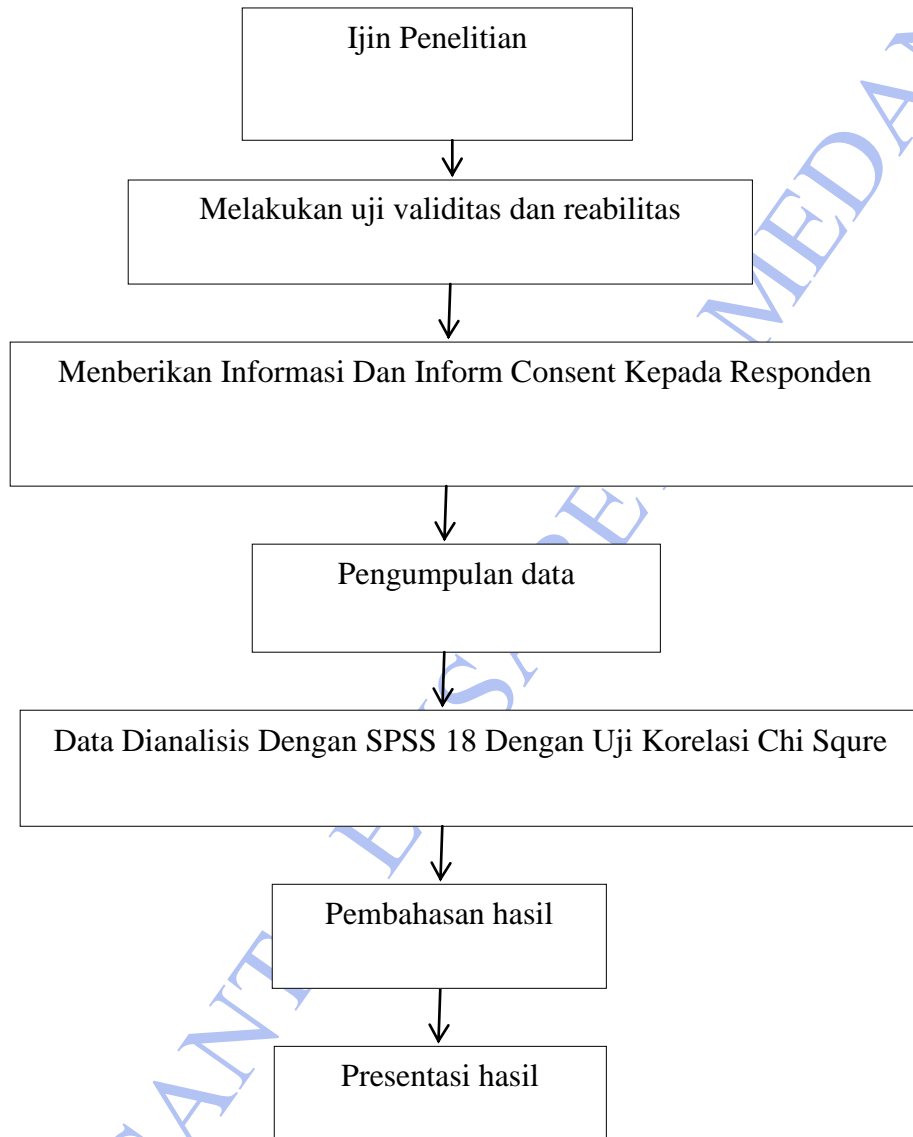 Ijin Penelitian
Melakukan uji validitas dan reabilitas
Menberikan Informasi Dan Inform Consent Kepada Responden
Pengumpulan data
Data Dianalisis Dengan SPSS 18 Dengan Uji Korelasi Chi Squre
Pembahasan hasil
Presentasi hasil